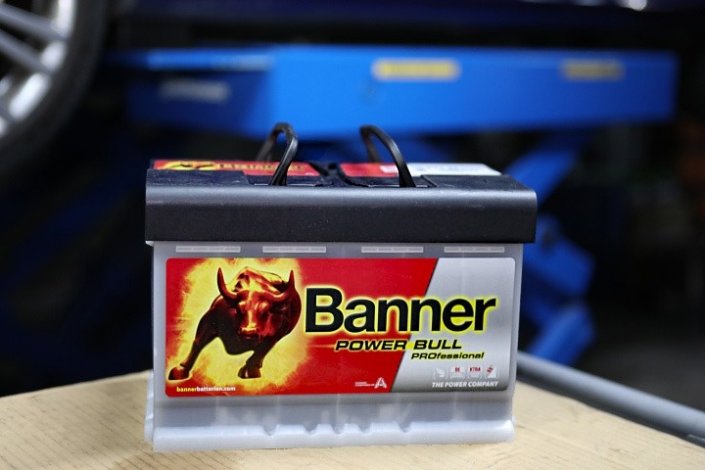 Banner
POWER BULL
PROfessional
bannerbatterien.com
THE POWER COMPANY